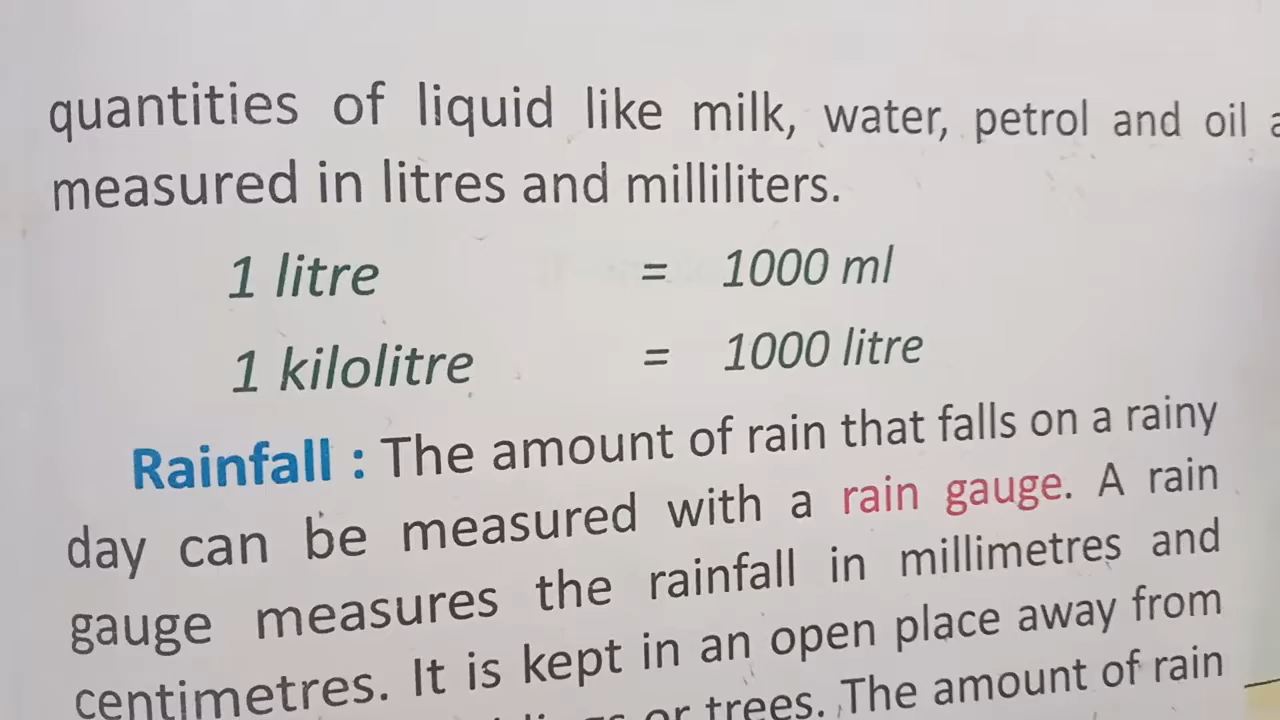 quantities of liquid like milk, water, petrol and oil
measured in litres and milliliters.
1 litre = 1000 ml
1 kilolitre = 1000 litre
Rainfall : The amount of rain that falls on a rainy
day can be measured with a rain gauge. A rain
gauge measures the rainfall in millimetres and
centimetres. It is kept in an open place away from
or trees. The amount of rain